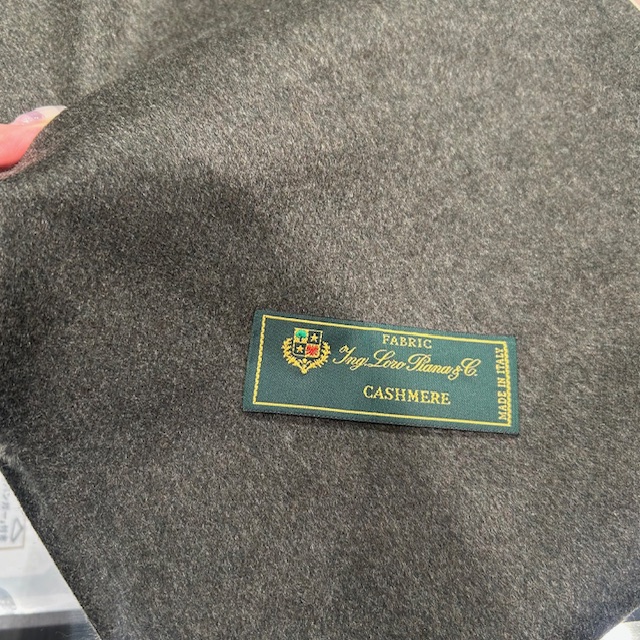 FABRIC
Ing. Loro Piana & C.
CASHMERE
MADE IN ITALY